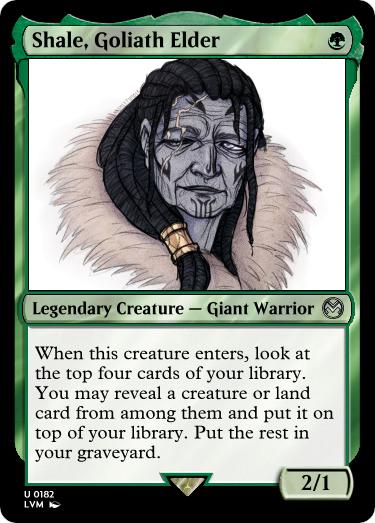 Shale, Goliath Elder
Legendary Creature — Giant Warrior
When this creature enters, look at
the top four cards of your library.
You may reveal a creature or land
card from among them and put it on
top of your library. Put the rest in
your graveyard.
2/1
U 0182
LVM